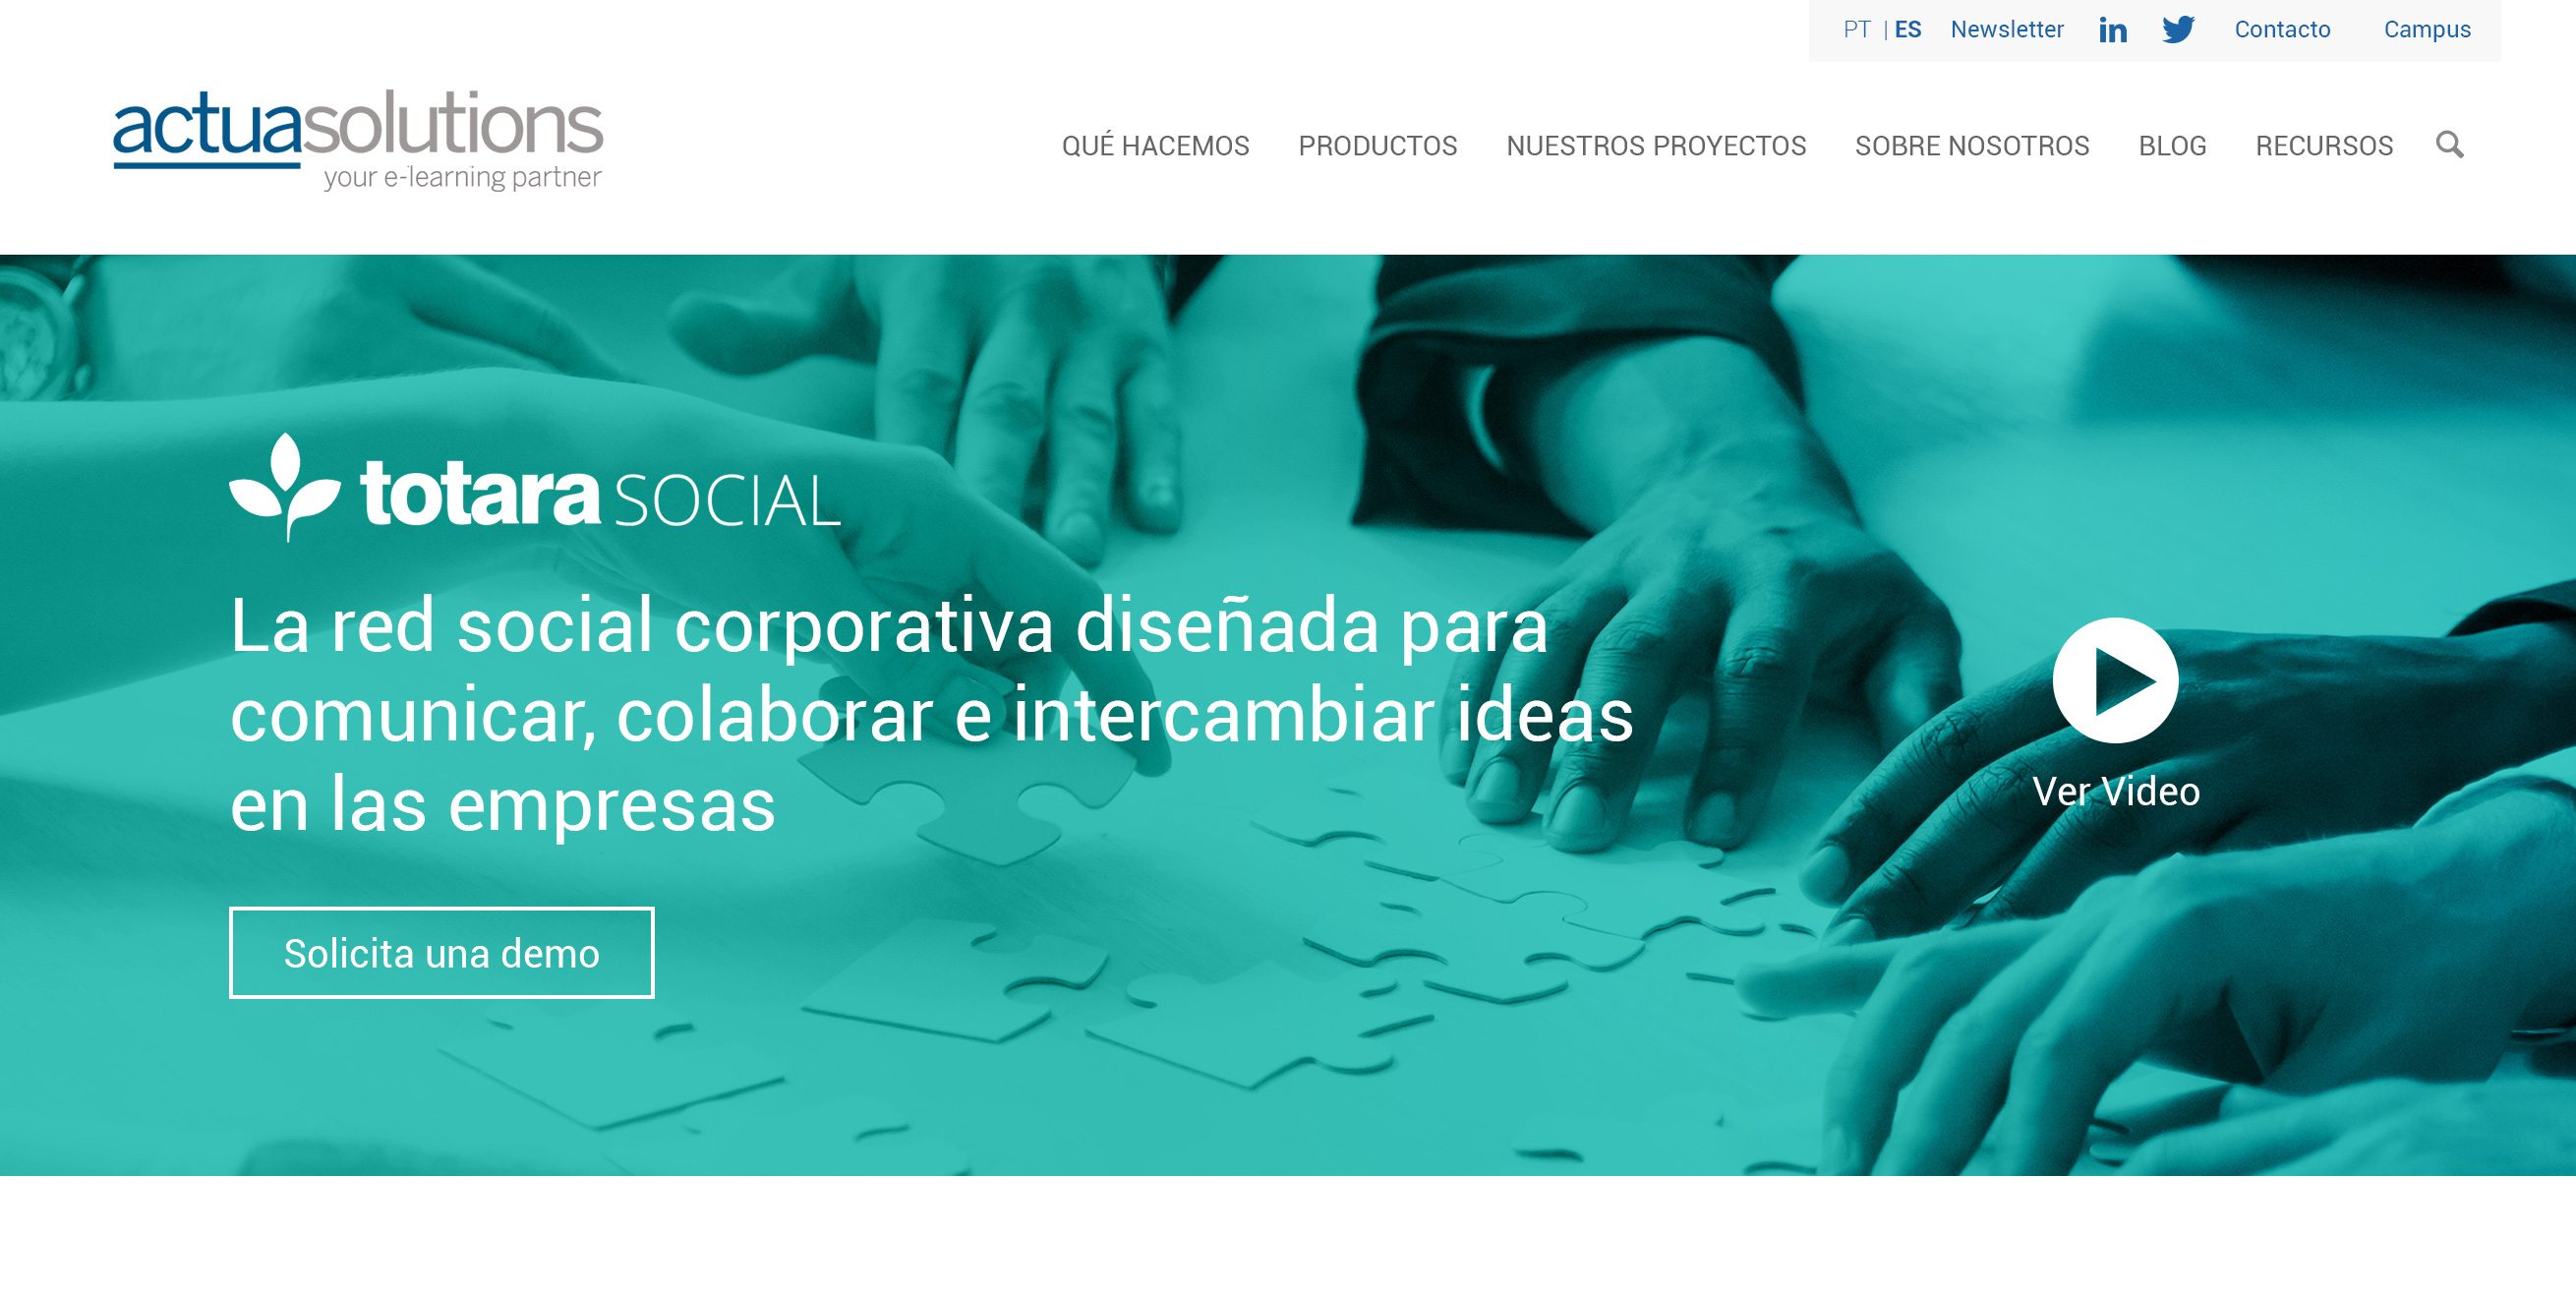 PT | ES Newsletter in Contacto Campus
actuasolutions
your e-learning partner
QUÉ HACEMOS PRODUCTOS NUESTROS PROYECTOS SOBRE NOSOTROS BLOG RECURSOS
totara SOCIAL
La red social corporativa diseñada para
comunicar, colaborar e intercambiar ideas
en las empresas
Ver Video
Solicita una demo